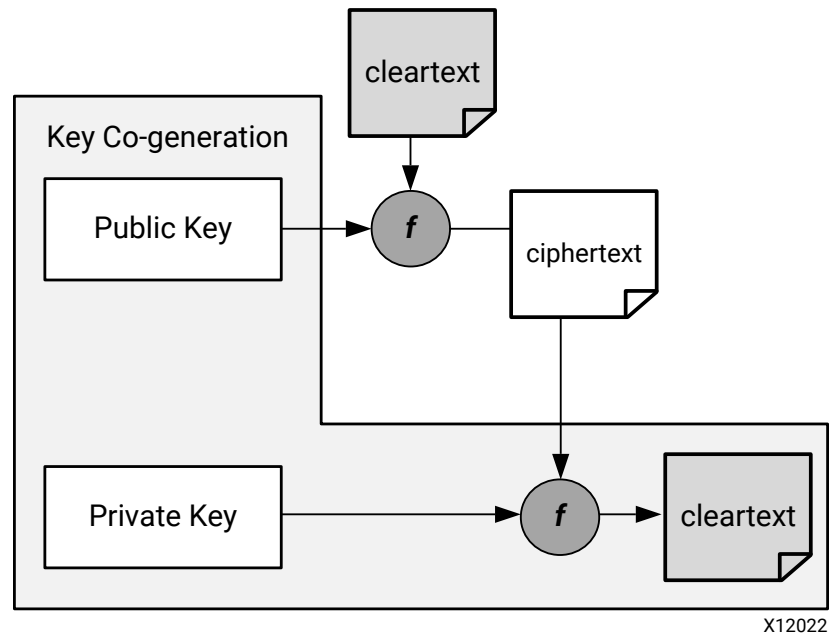 cleartext
Key Co-generation
Public Key
f
ciphertext
Private Key
f
cleartext
X12022